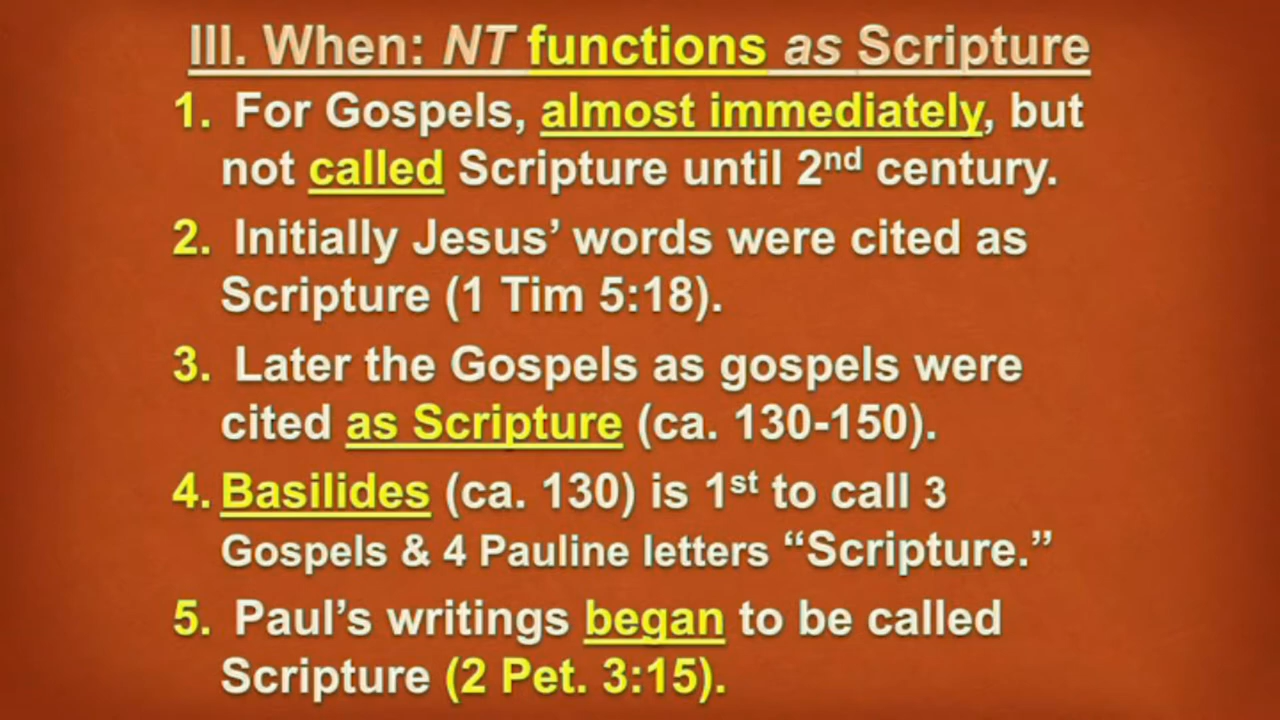 III. When: NT functions as Scripture
1. For Gospels, almost immediately, but
not called Scripture until 2nd century.
2. Initially Jesus’ words were cited as
Scripture (1 Tim 5:18).
3. Later the Gospels as gospels were
cited as Scripture (ca. 130-150).
4. Basilides (ca. 130) is 1st to call 3
Gospels & 4 Pauline letters “Scripture.”
5. Paul’s writings began to be called
Scripture (2 Pet. 3:15).